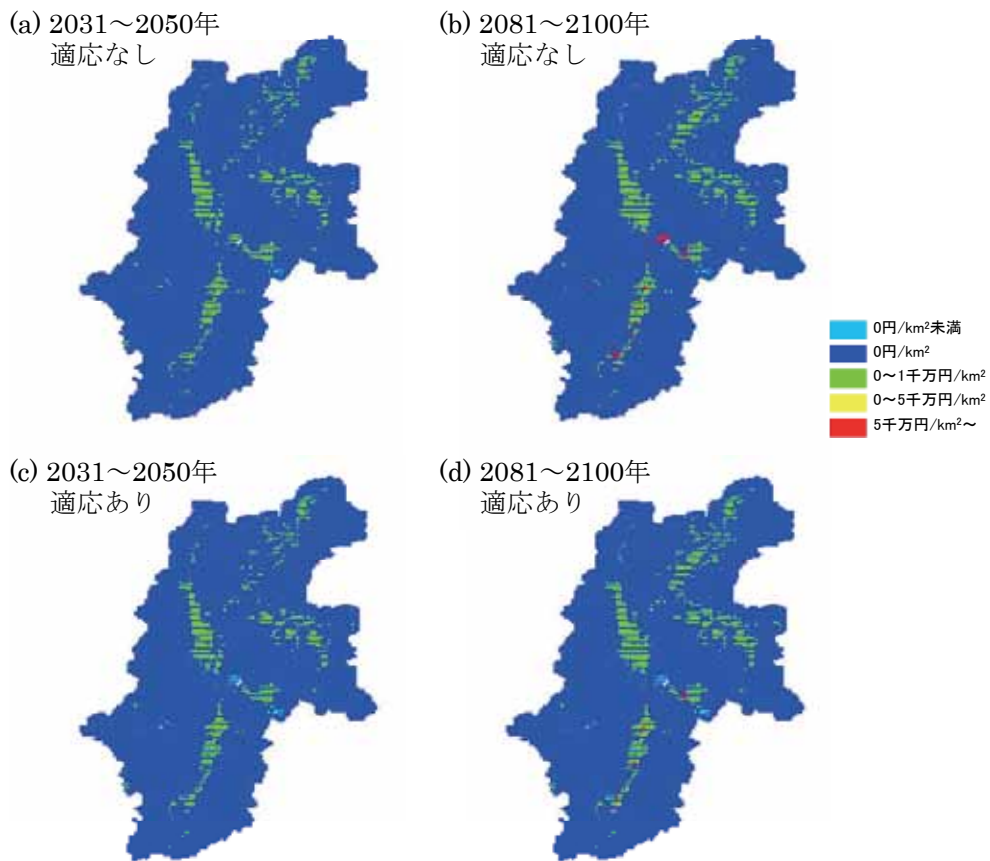 (a) 2031～2050年
適応なし
(b) 2081～2100年
適応なし
0円/km²未満
0円/km²
0～1千万円/km²
0～5千万円/km²
5千万円/km²～
(c) 2031～2050年
適応あり
(d) 2081～2100年
適応あり